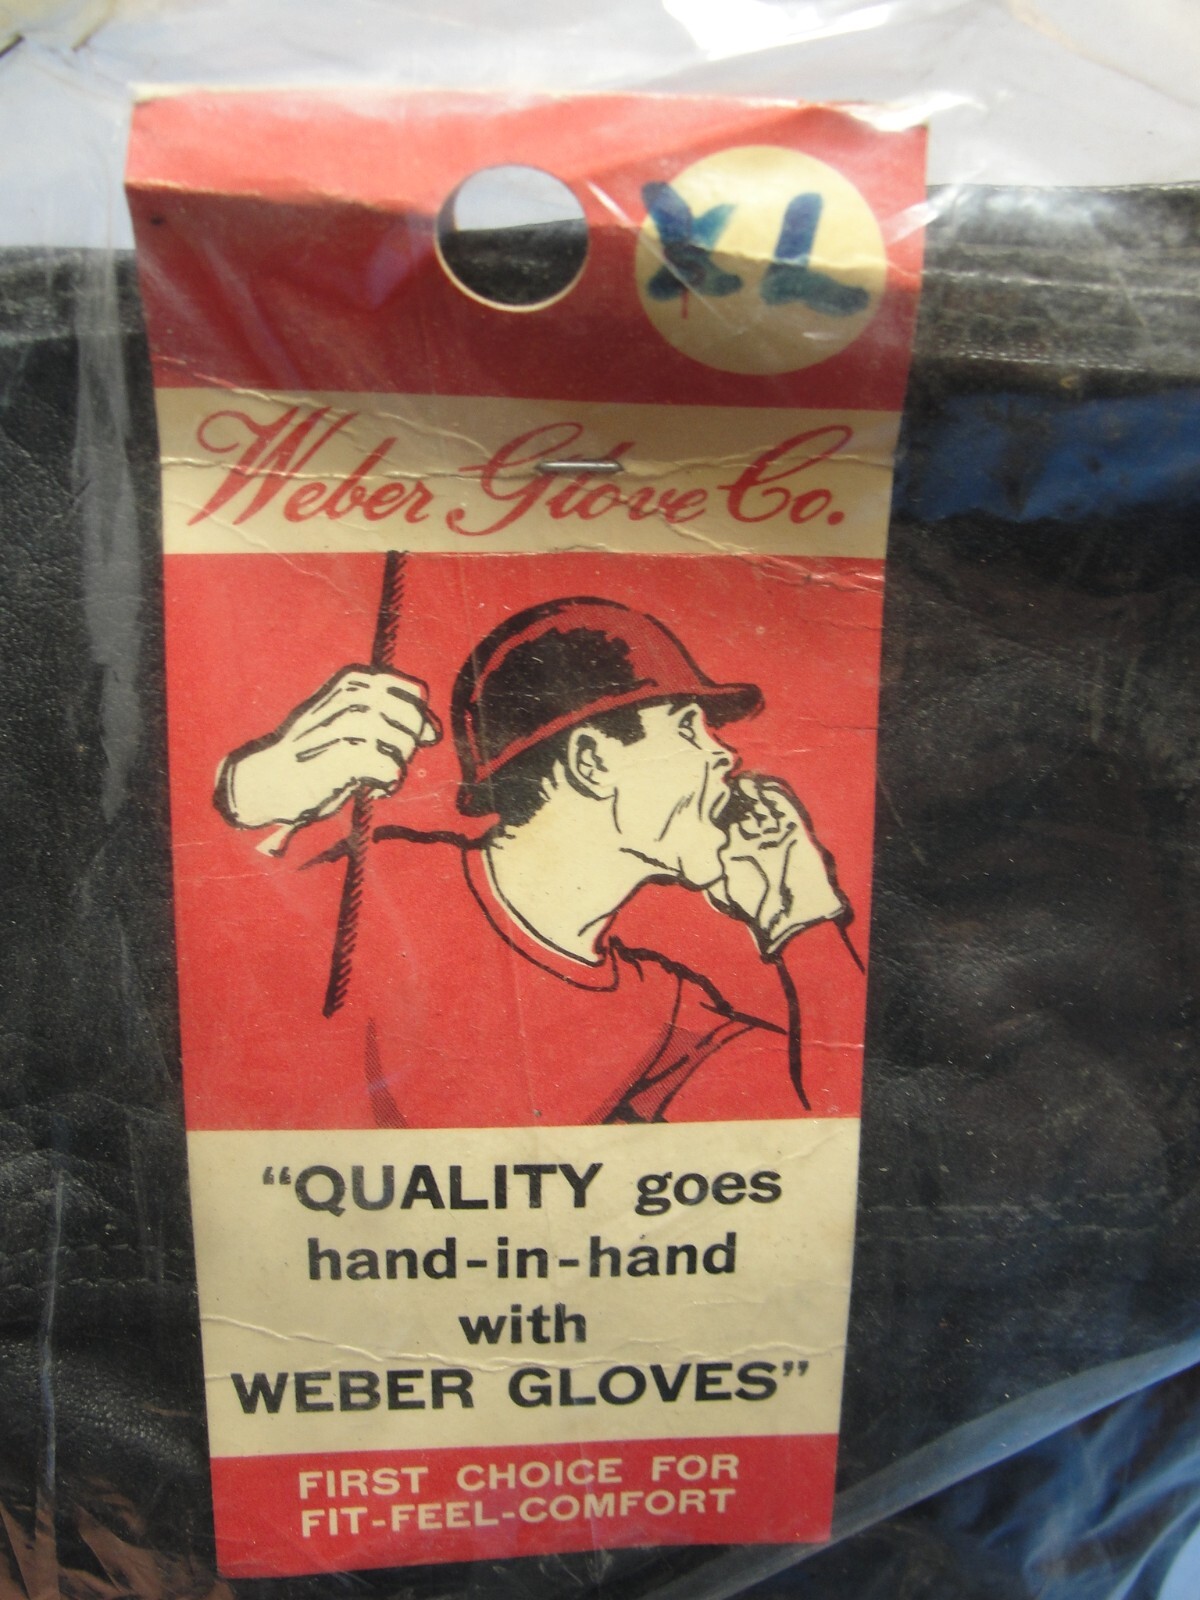 XL
Weber Glove Co.
“QUALITY goes
hand-in-hand
with
WEBER GLOVES”
FIRST CHOICE FOR
FIT-FEEL-COMFORT